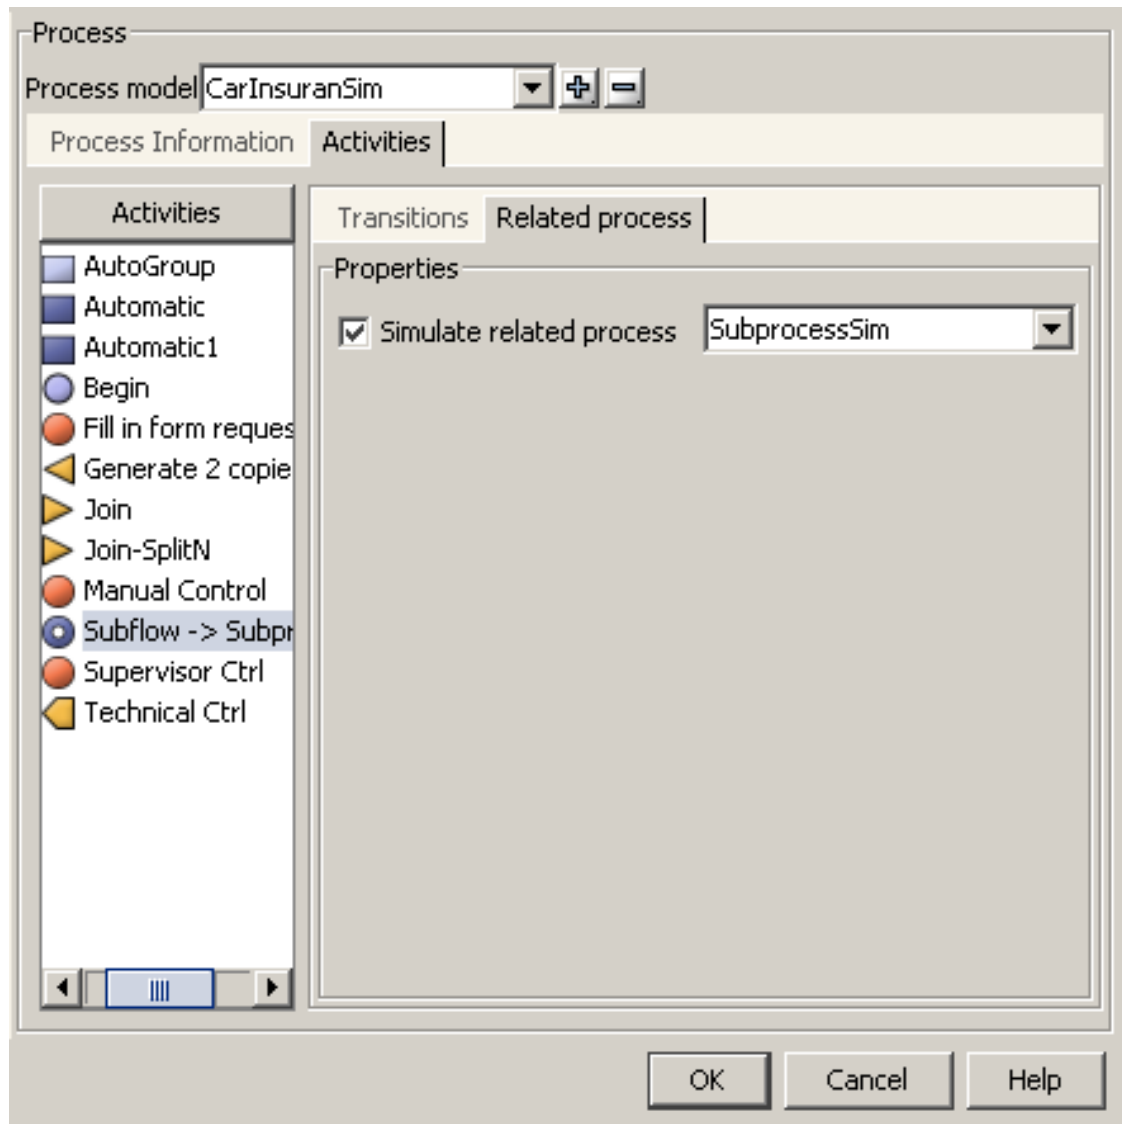 Process
Process model CarInsuranSim
Process Information Activities
Activities
AutoGroup
Automatic
Automatic1
Begin
Fill in form reques
Generate 2 copie
Join
Join-SplitN
Manual Control
Subflow -> Subpr
Supervisor Ctrl
Technical Ctrl
Transitions Related process
Properties
Simulate related process SubprocessSim
OK Cancel Help